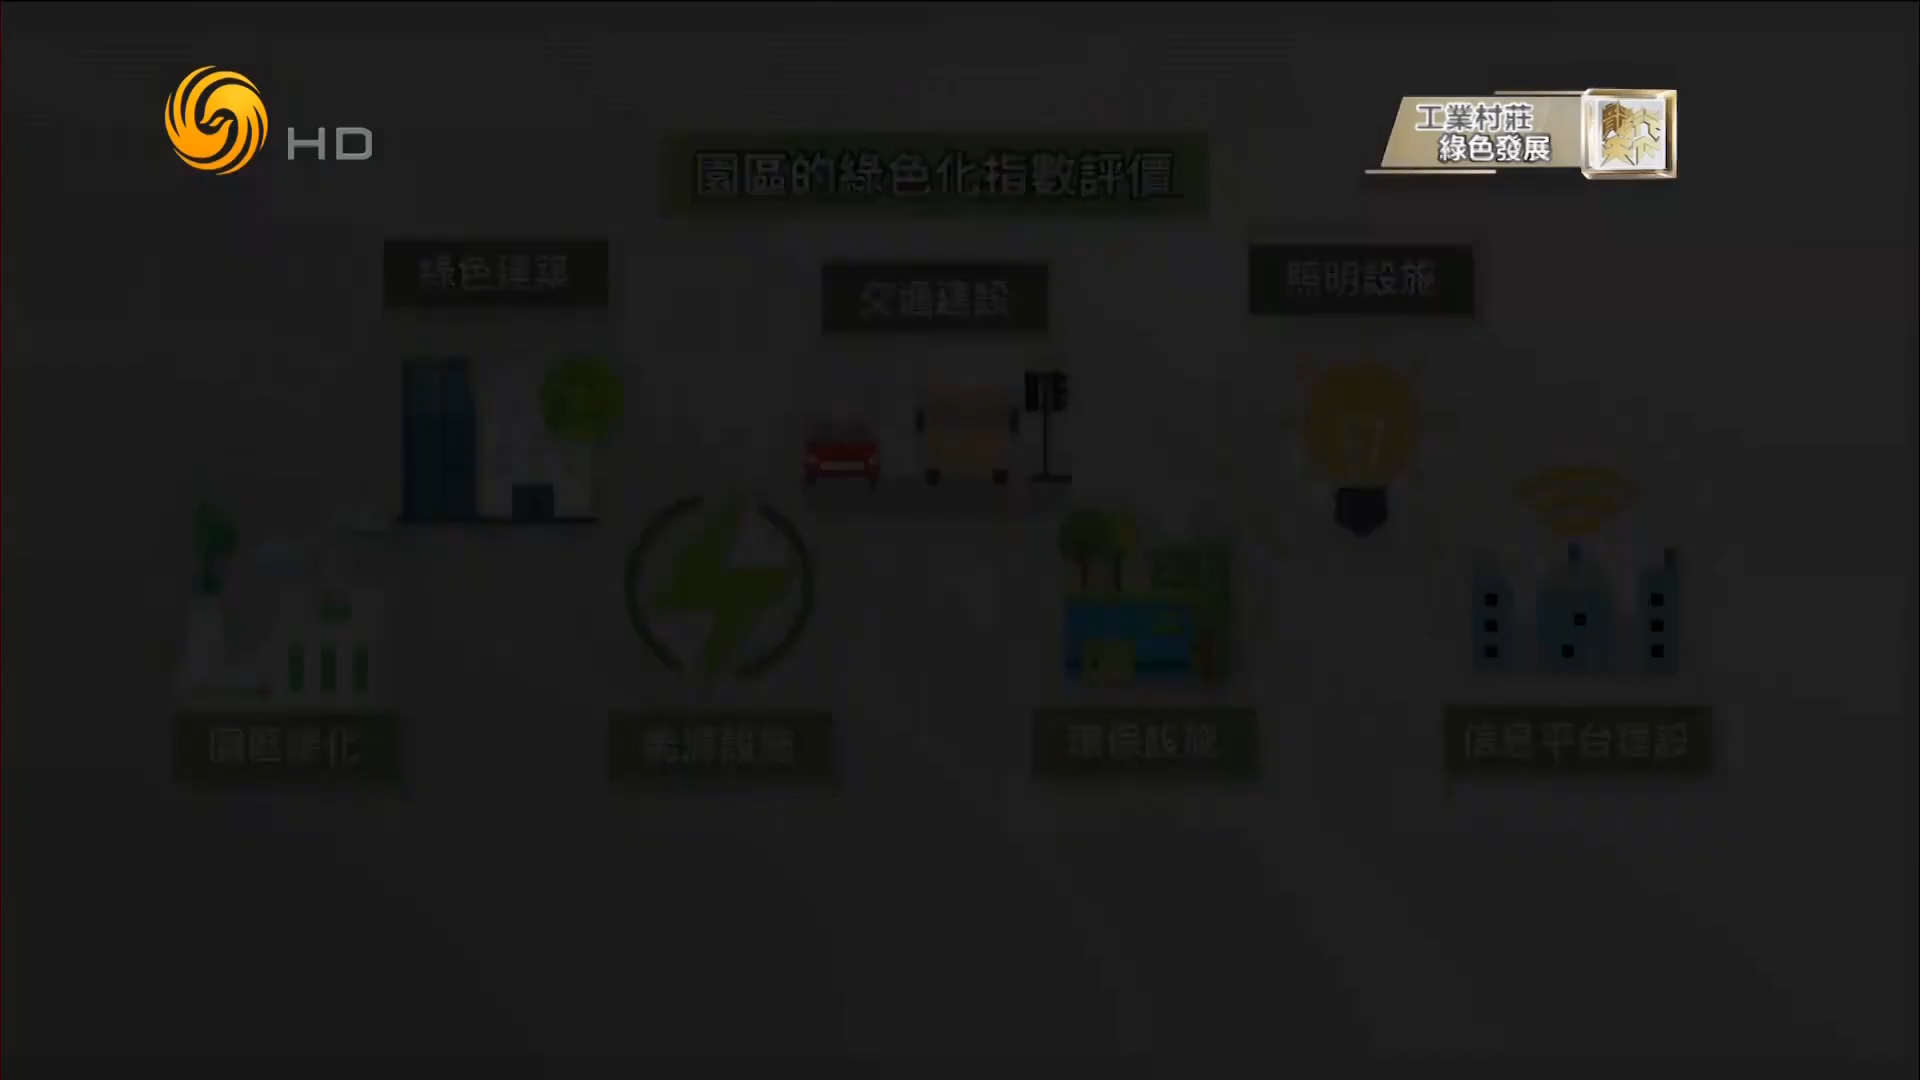 HD
工業村莊
綠色發展
園區的綠色化指數評價
綠色建築
交通建設
照明設施
園區綠化
能源設施
環保設施
信息平台建設